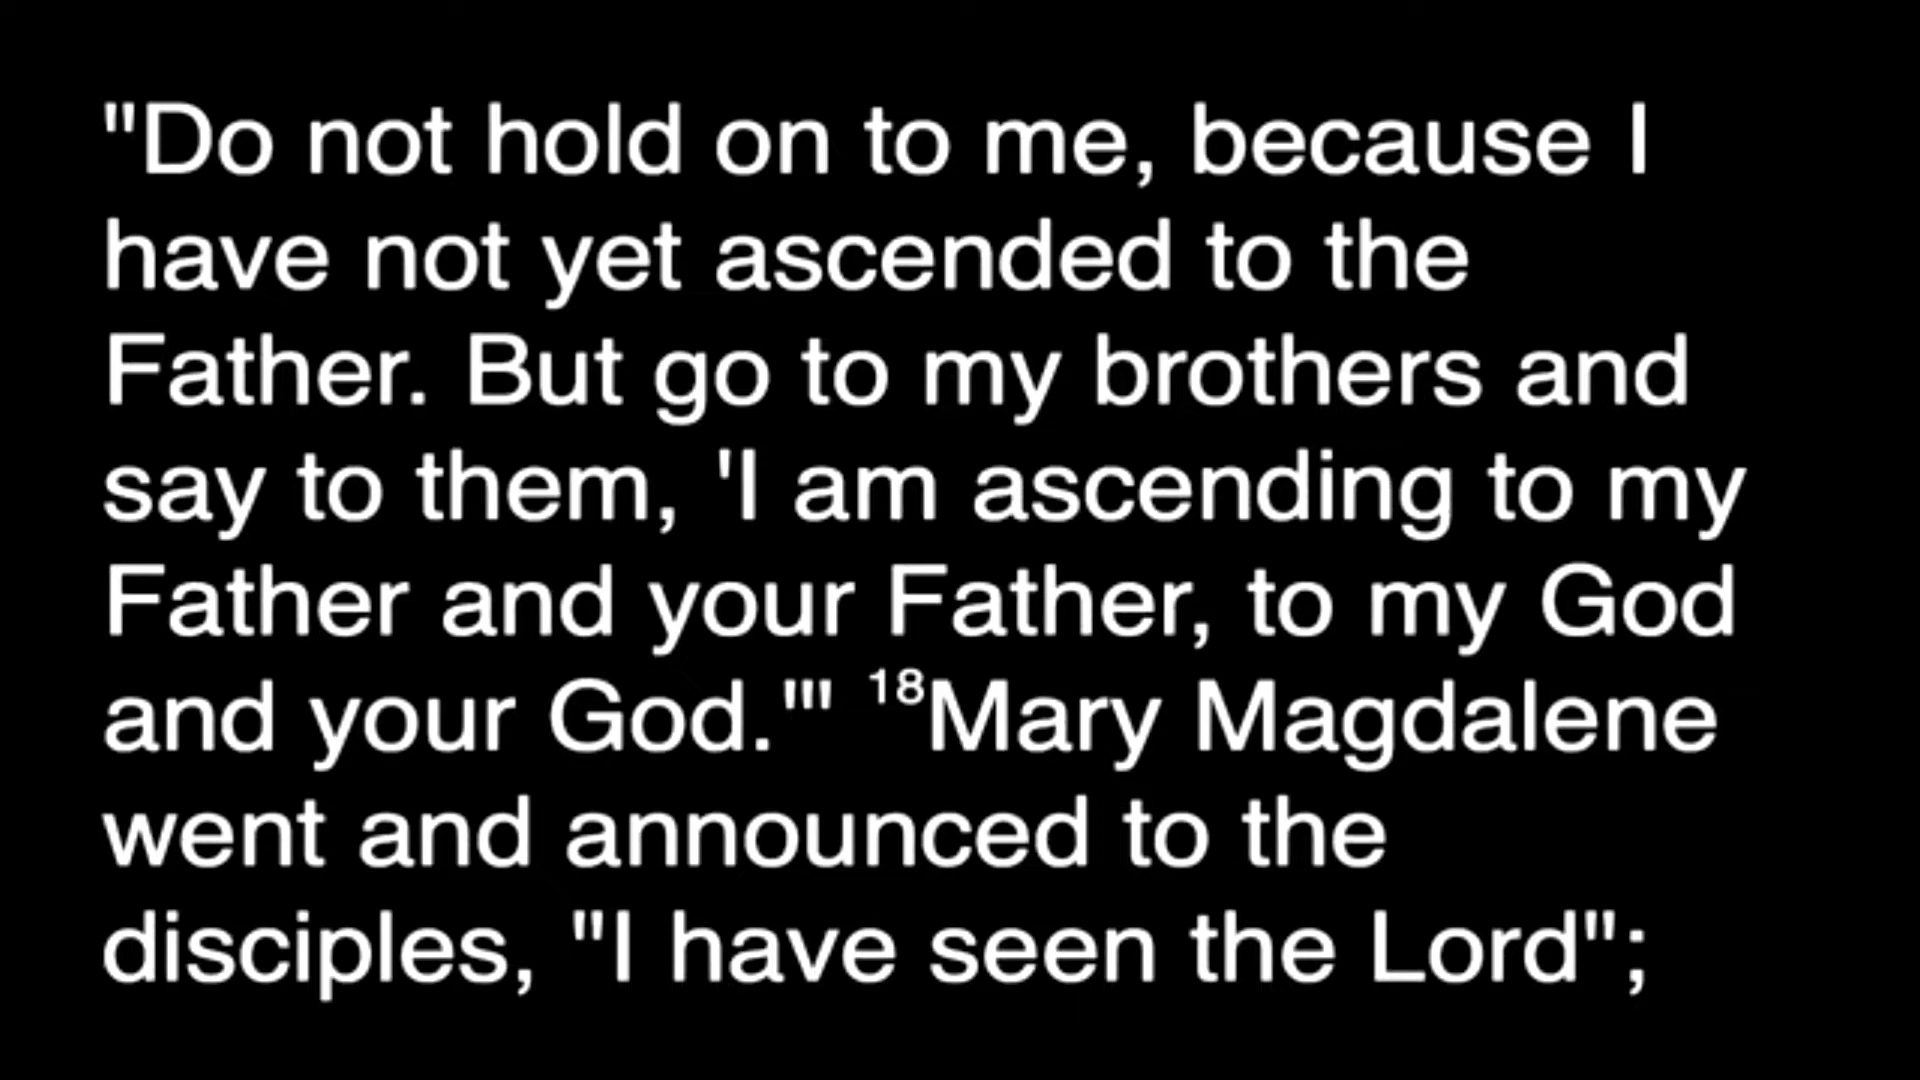 "Do not hold on to me, because I
have not yet ascended to the
Father. But go to my brothers and
say to them, 'I am ascending to my
Father and your Father, to my God
and your God.'" 18Mary Magdalene
went and announced to the
disciples, "I have seen the Lord";